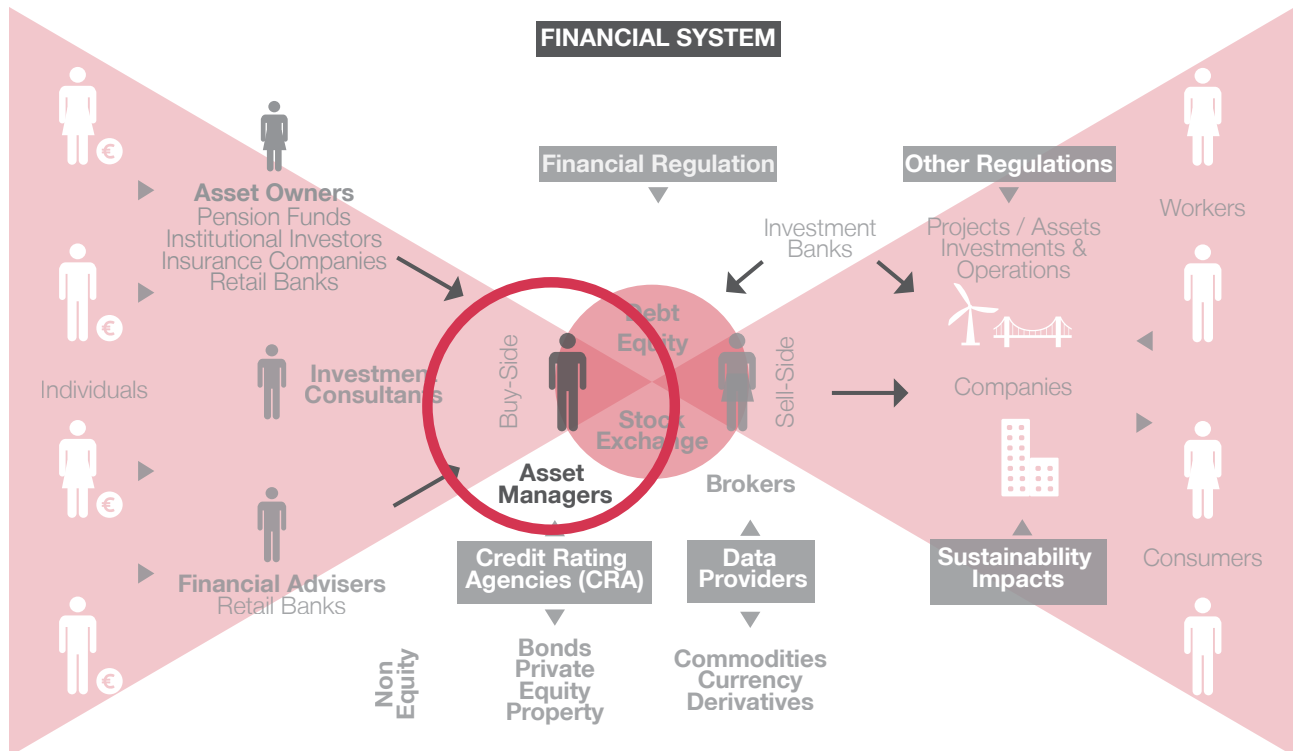 FINANCIAL SYSTEM
Financial Regulation
Other Regulations
€
Asset Owners
Pension Funds
Institutional Investors
Insurance Companies
Retail Banks
Investment
Banks
Projects / Assets
Investments &
Operations
Workers
€
Debt
Equity
Buy-Side
Sell-Side
Individuals
Investment
Consultants
Companies
Stock
Exchange
€
Asset
Managers
Brokers
Financial Advisers
Retail Banks
Credit Rating
Agencies (CRA)
Data
Providers
Sustainability
Impacts
Consumers
€
Non
Equity
Bonds
Private
Equity
Property
Commodities
Currency
Derivatives